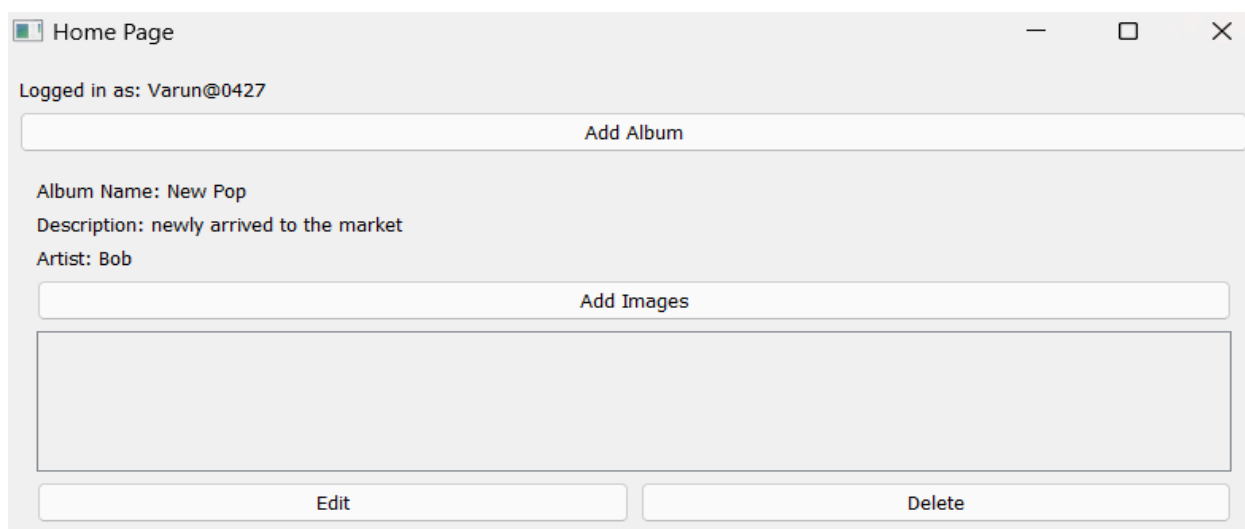 Home Page
Logged in as: Varun@0427
Add Album
Album Name: New Pop
Description: newly arrived to the market
Artist: Bob
Add Images
Edit Delete